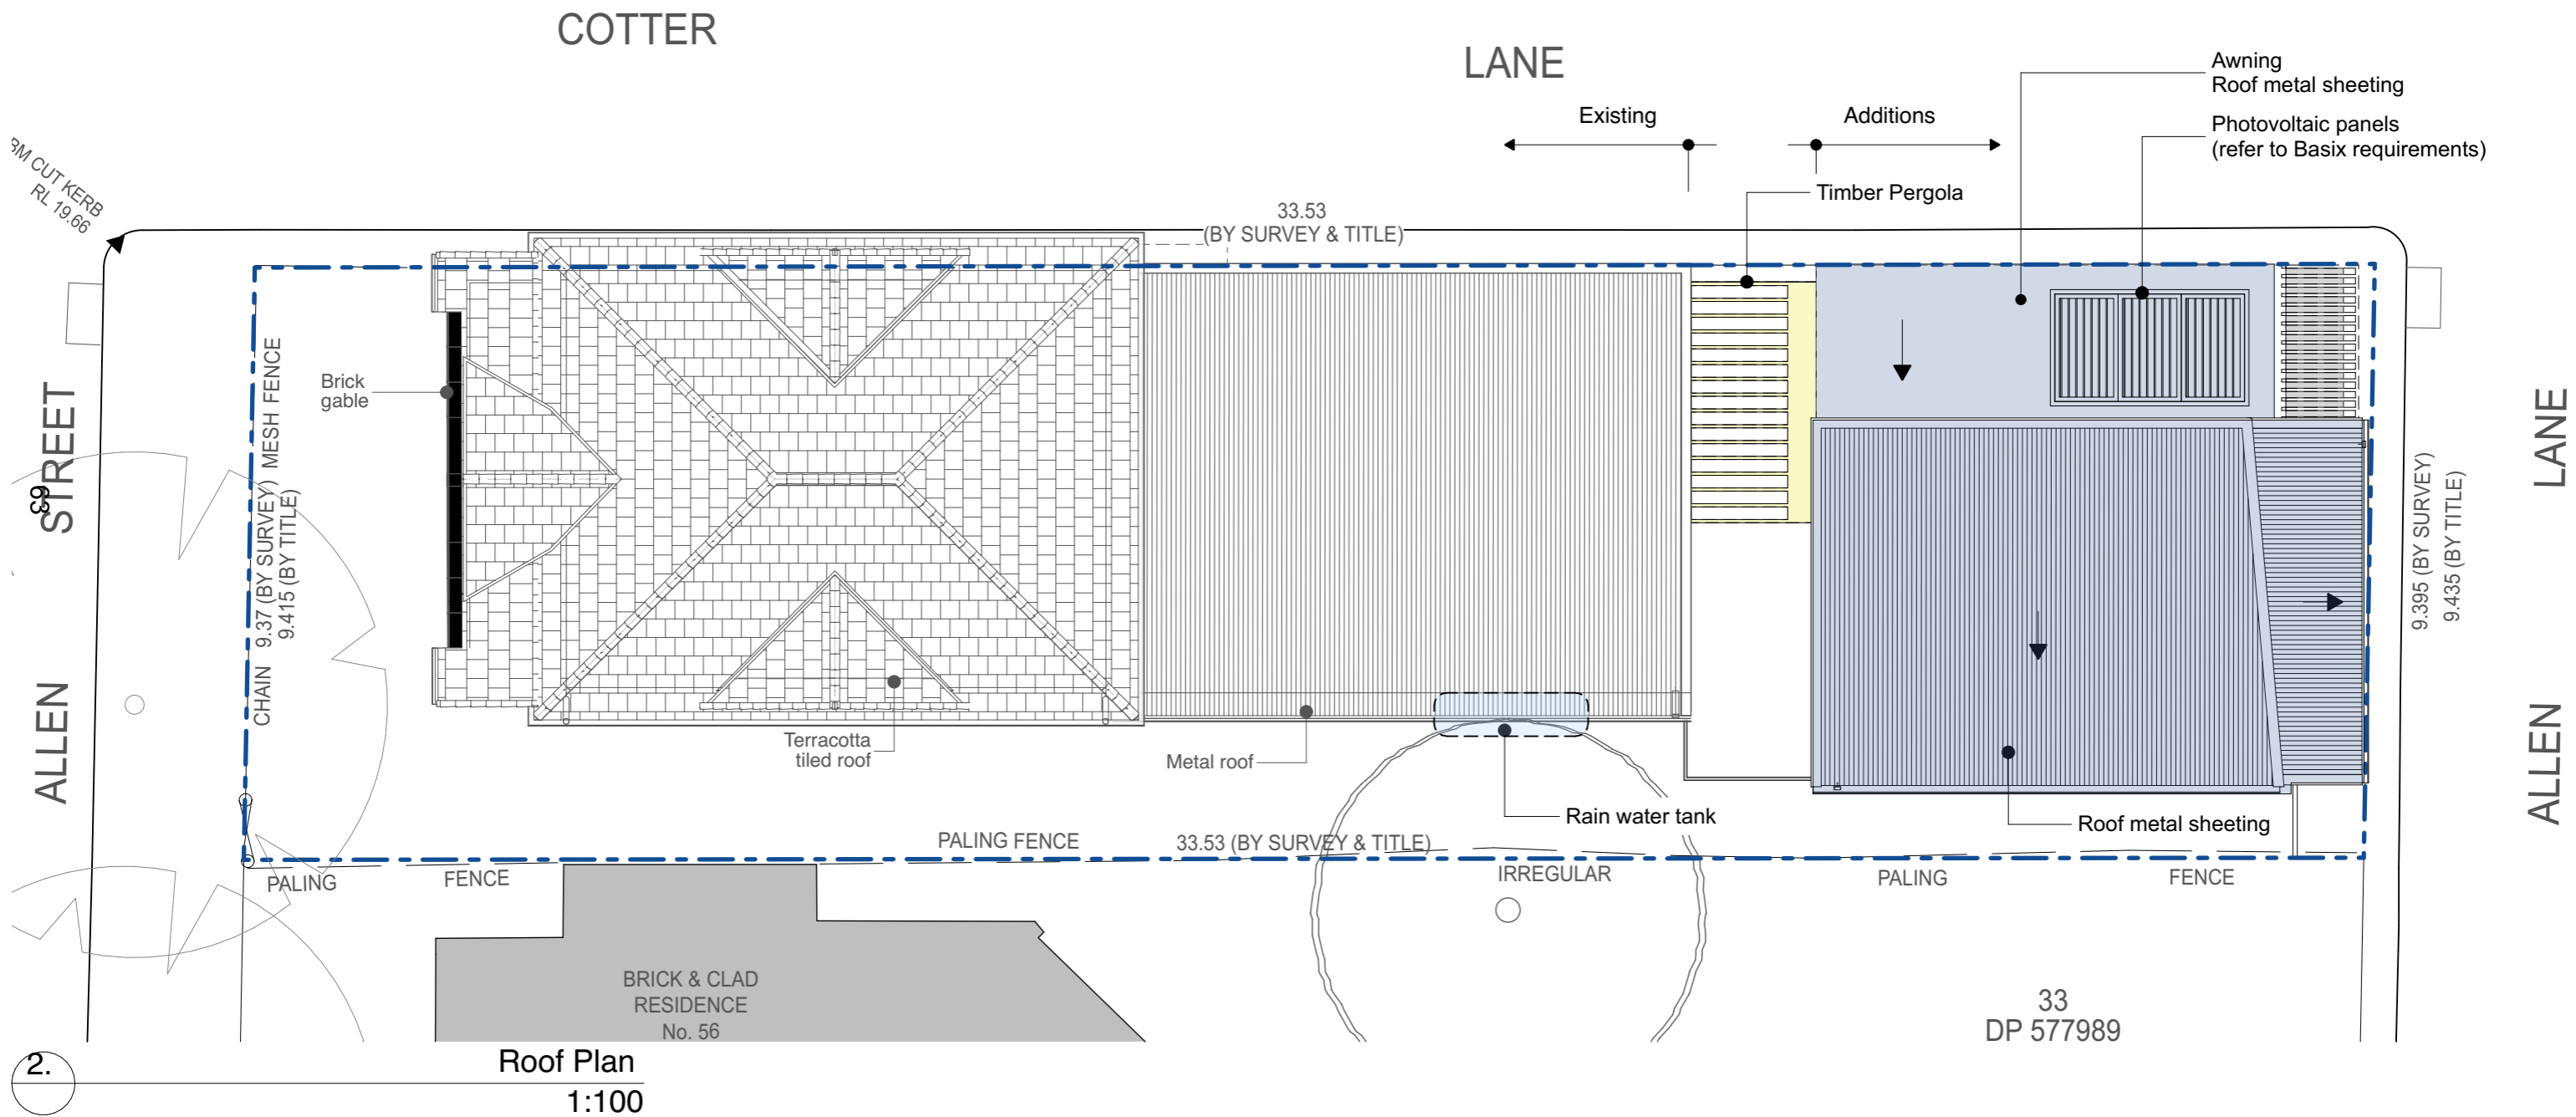 COTTER
LANE
Awning
Roof metal sheeting
Existing
Additions
Photovoltaic panels
(refer to Basix requirements)
BM CUT KERB
RL 19.66
Timber Pergola
33.53
(BY SURVEY & TITLE)
Brick
gable
CHAIN 9.37 (BY SURVEY) MESH FENCE
9.415 (BY TITLE)
ALLEN STREET
63
ALLEN LANE
9.395 (BY SURVEY)
9.435 (BY TITLE)
Terracotta
tiled roof
Metal roof
Rain water tank
Roof metal sheeting
PALING FENCE
33.53 (BY SURVEY & TITLE)
PALING FENCE
IRREGULAR PALING FENCE
BRICK & CLAD
RESIDENCE
No. 56
33
DP 577989
2.
Roof Plan
1:100